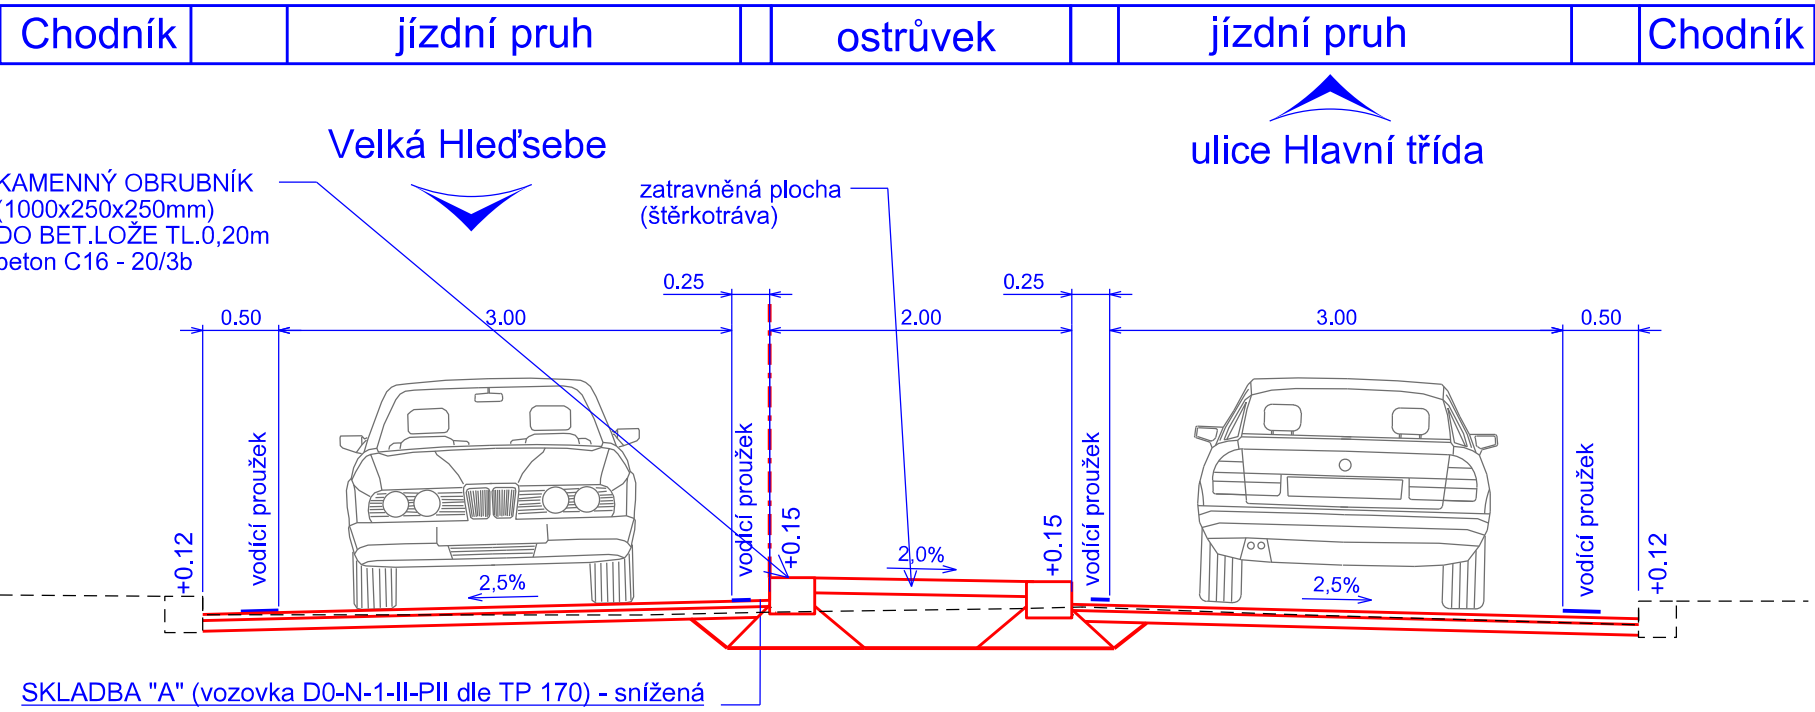 Chodník
jízdní pruh
ostrůvek
jízdní pruh
Chodník
Velká Hleďsebe
ulice Hlavní třída
KAMENNÝ OBRUBNÍK
(1000x250x250mm)
DO BET.LOŽE TL.0,20m
beton C16 - 20/3b
zatravněná plocha
(štěrkotráva)
0.25
0.25
0.50
3.00
2.00
3.00
0.50
vodící proužek
vodící proužek
vodící proužek
vodící proužek
+0.12
+0.15
+0.15
+0.12
2,5%
2,0%
2,5%
SKLADBA "A" (vozovka D0-N-1-II-PII dle TP 170) - snížená